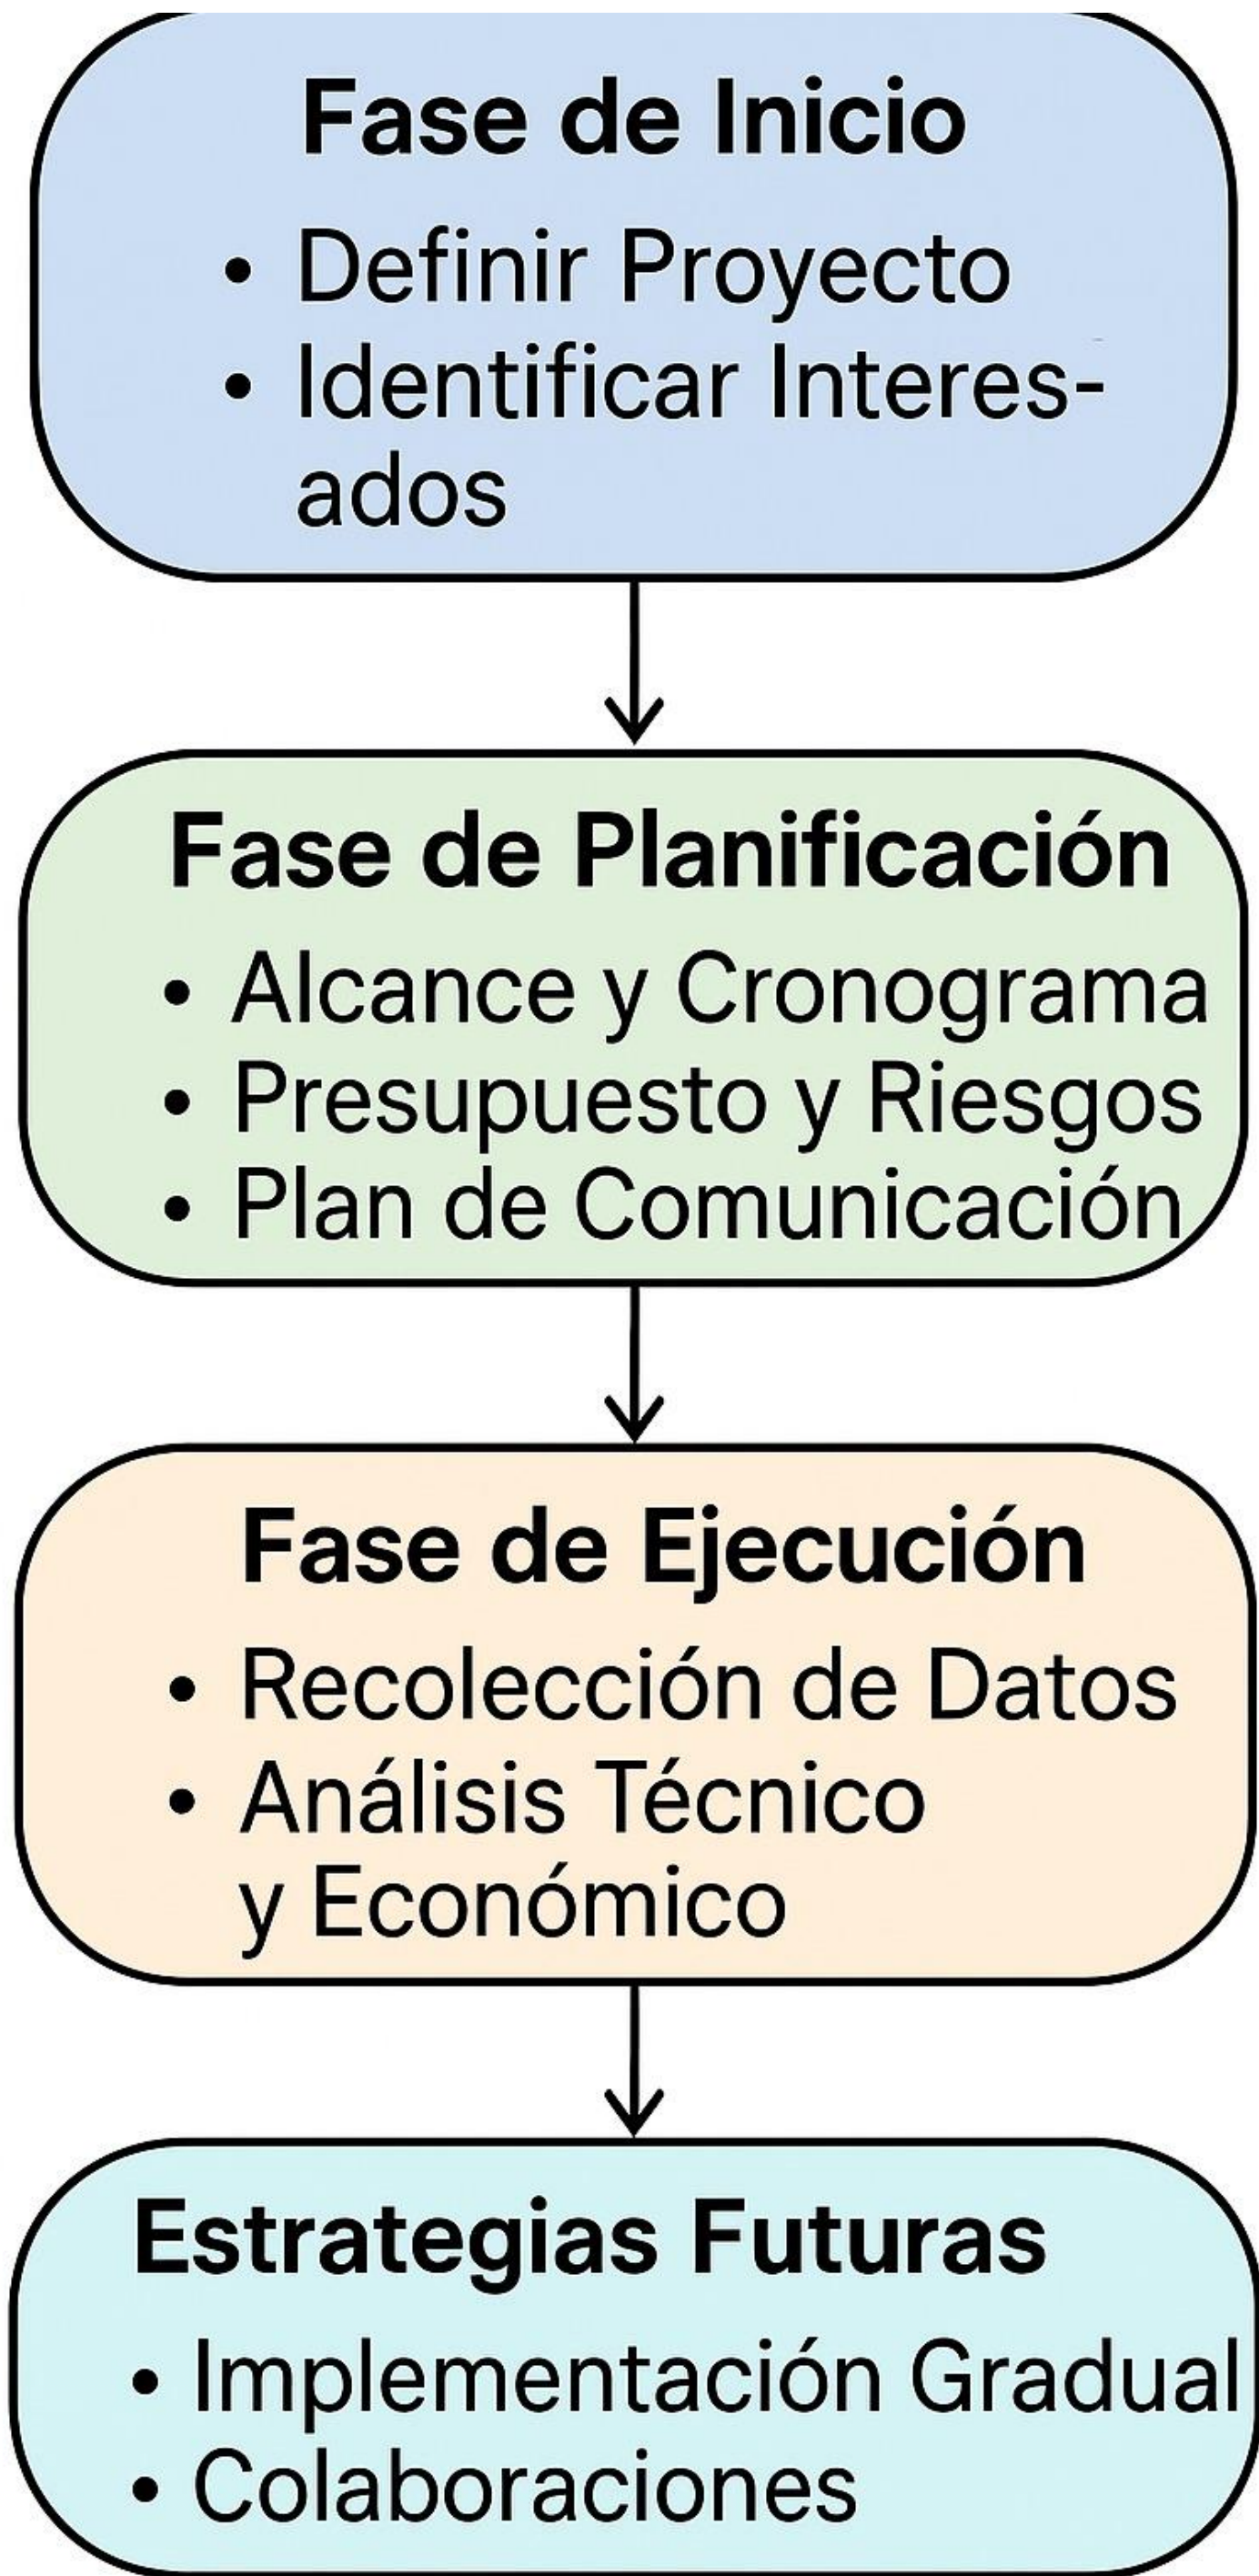 Fase de Inicio
• Definir Proyecto
• Identificar Interes-
ados
Fase de Planificación
• Alcance y Cronograma
• Presupuesto y Riesgos
• Plan de Comunicación
Fase de Ejecución
• Recolección de Datos
• Análisis Técnico
y Económico
Estrategias Futuras
• Implementación Gradual
• Colaboraciones